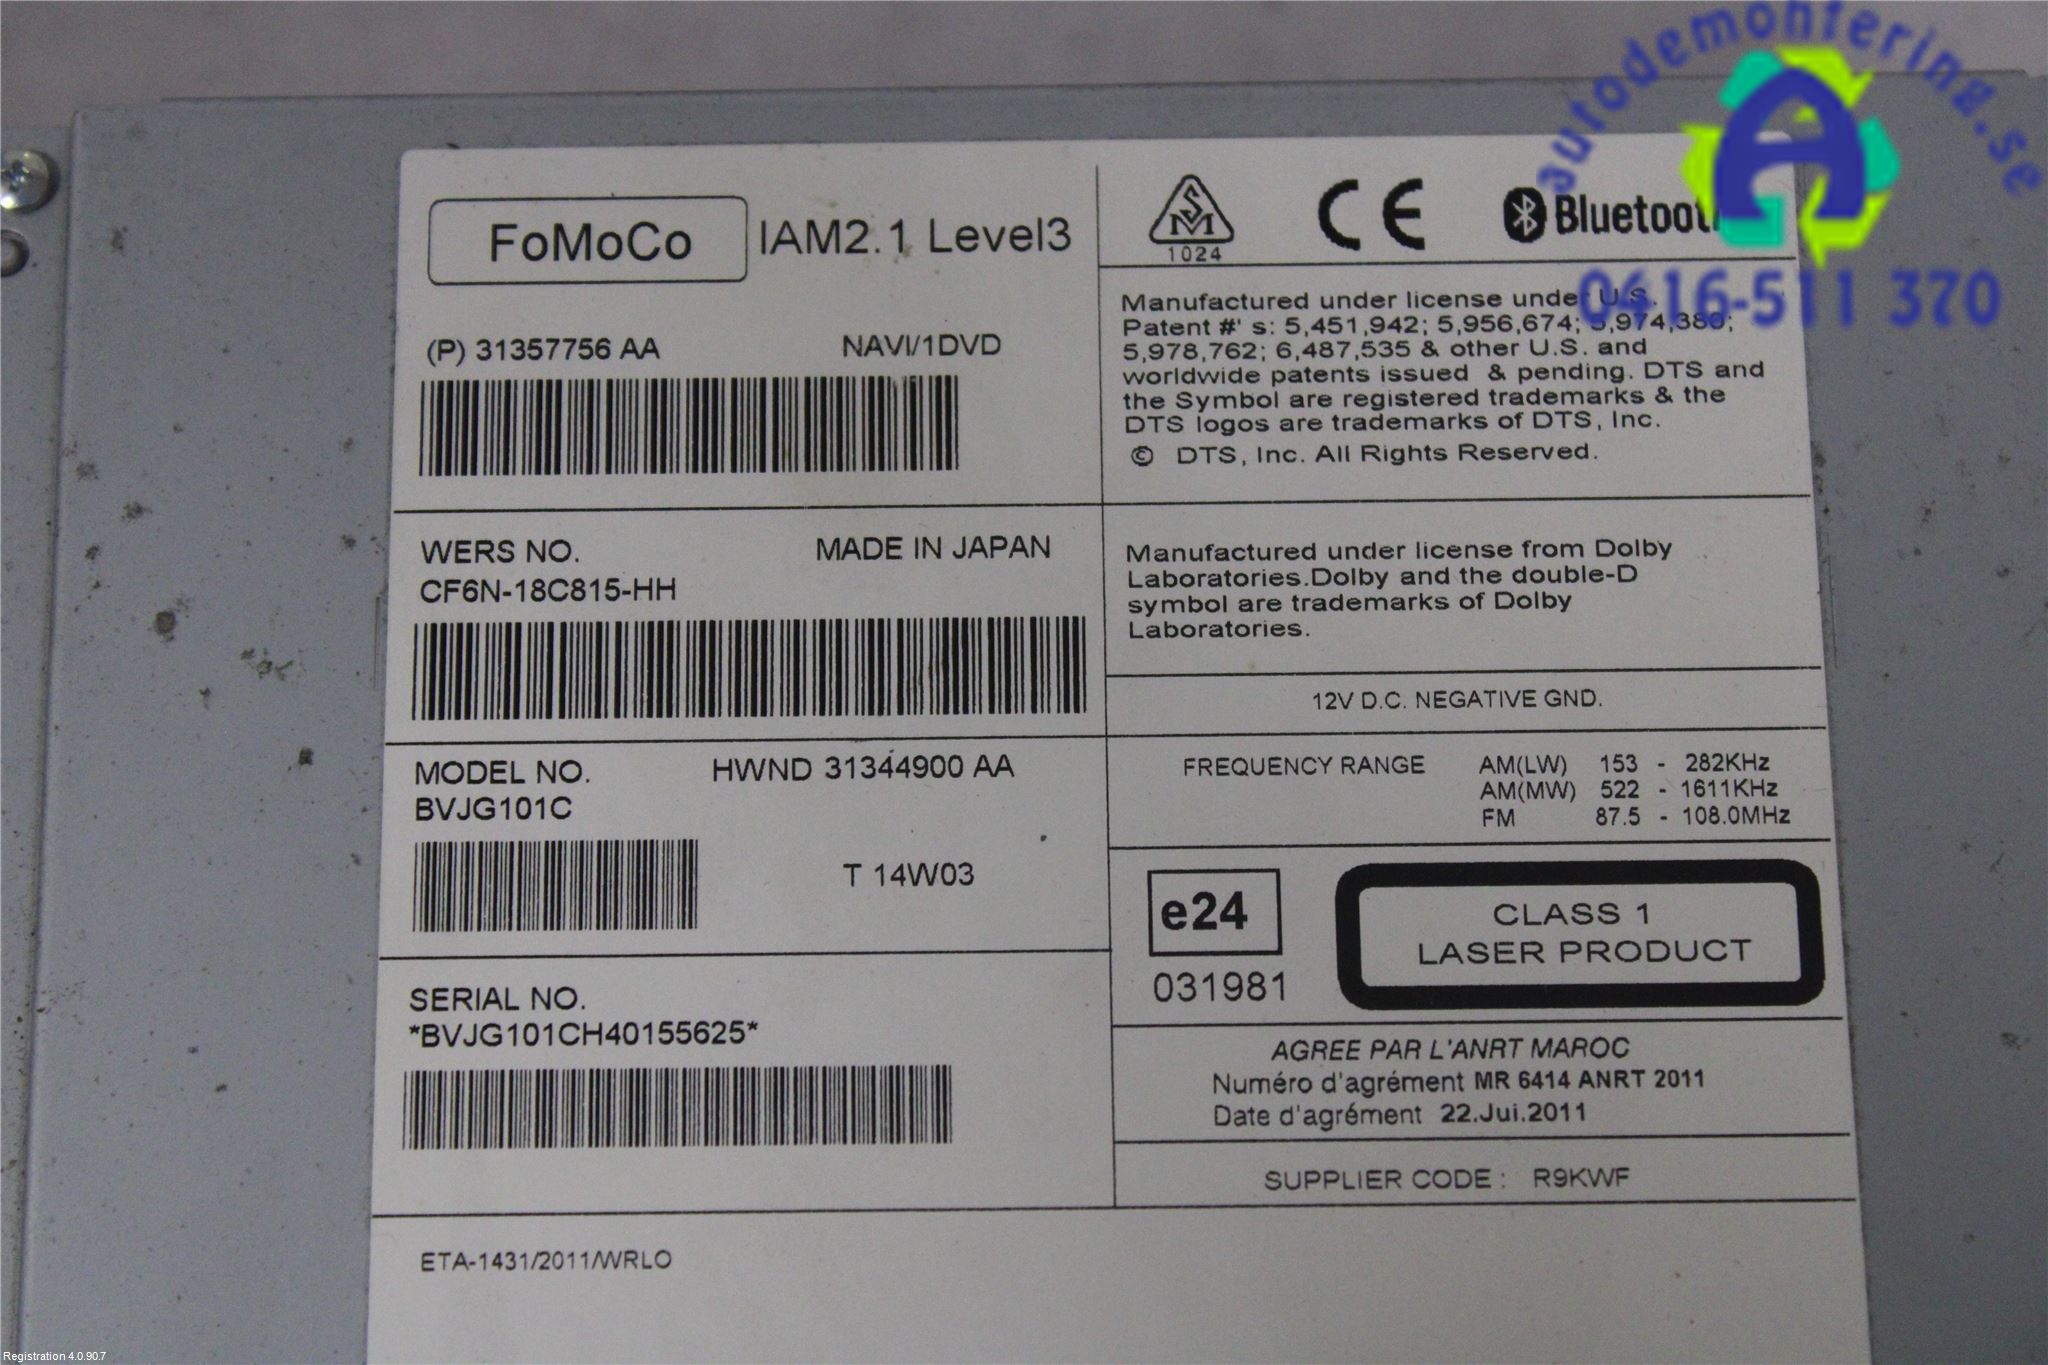 autodemontering.se
0416-511 370
FoMoCo
IAM2.1 Level3
(P) 31357756 AA
NAVI/1DVD
WERS NO.
MADE IN JAPAN
CF6N-18C815-HH
MODEL NO.
HWND 31344900 AA
BVJG101C
T 14W03
SERIAL NO.
*BVJG101CH40155625*
ETA-1431/2011/WRLO
SM
1024
CE
Bluetooth
Manufactured under license under U.S.
Patent #' s: 5,451,942; 5,956,674; 5,974,380;
5,978,762; 6,487,535 & other U.S. and
worldwide patents issued & pending. DTS and
the Symbol are registered trademarks & the
DTS logos are trademarks of DTS, Inc.
© DTS, Inc. All Rights Reserved.
Manufactured under license from Dolby
Laboratories.Dolby and the double-D
symbol are trademarks of Dolby
Laboratories.
12V D.C. NEGATIVE GND.
FREQUENCY RANGE AM(LW) 153 - 282KHz
AM(MW) 522 - 1611KHz
FM 87.5 - 108.0MHz
e24
031981
CLASS 1
LASER PRODUCT
AGREE PAR L'ANRT MAROC
Numéro d'agrément MR 6414 ANRT 2011
Date d'agrément 22.Jui.2011
SUPPLIER CODE : R9KWF
Registration 4.0.90.7